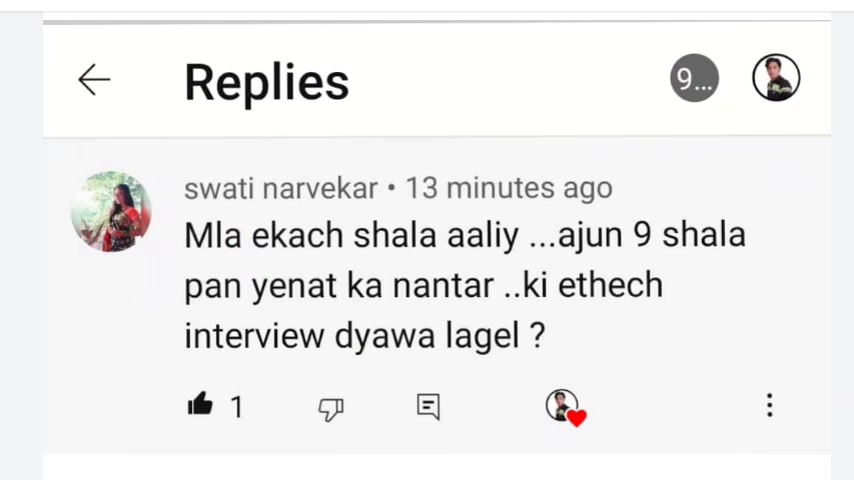 Replies
9...
swati narvekar • 13 minutes ago
Mla ekach shala aaliy ...ajun 9 shala
pan yenat ka nantar ..ki ethech
interview dyawa lagel ?
1